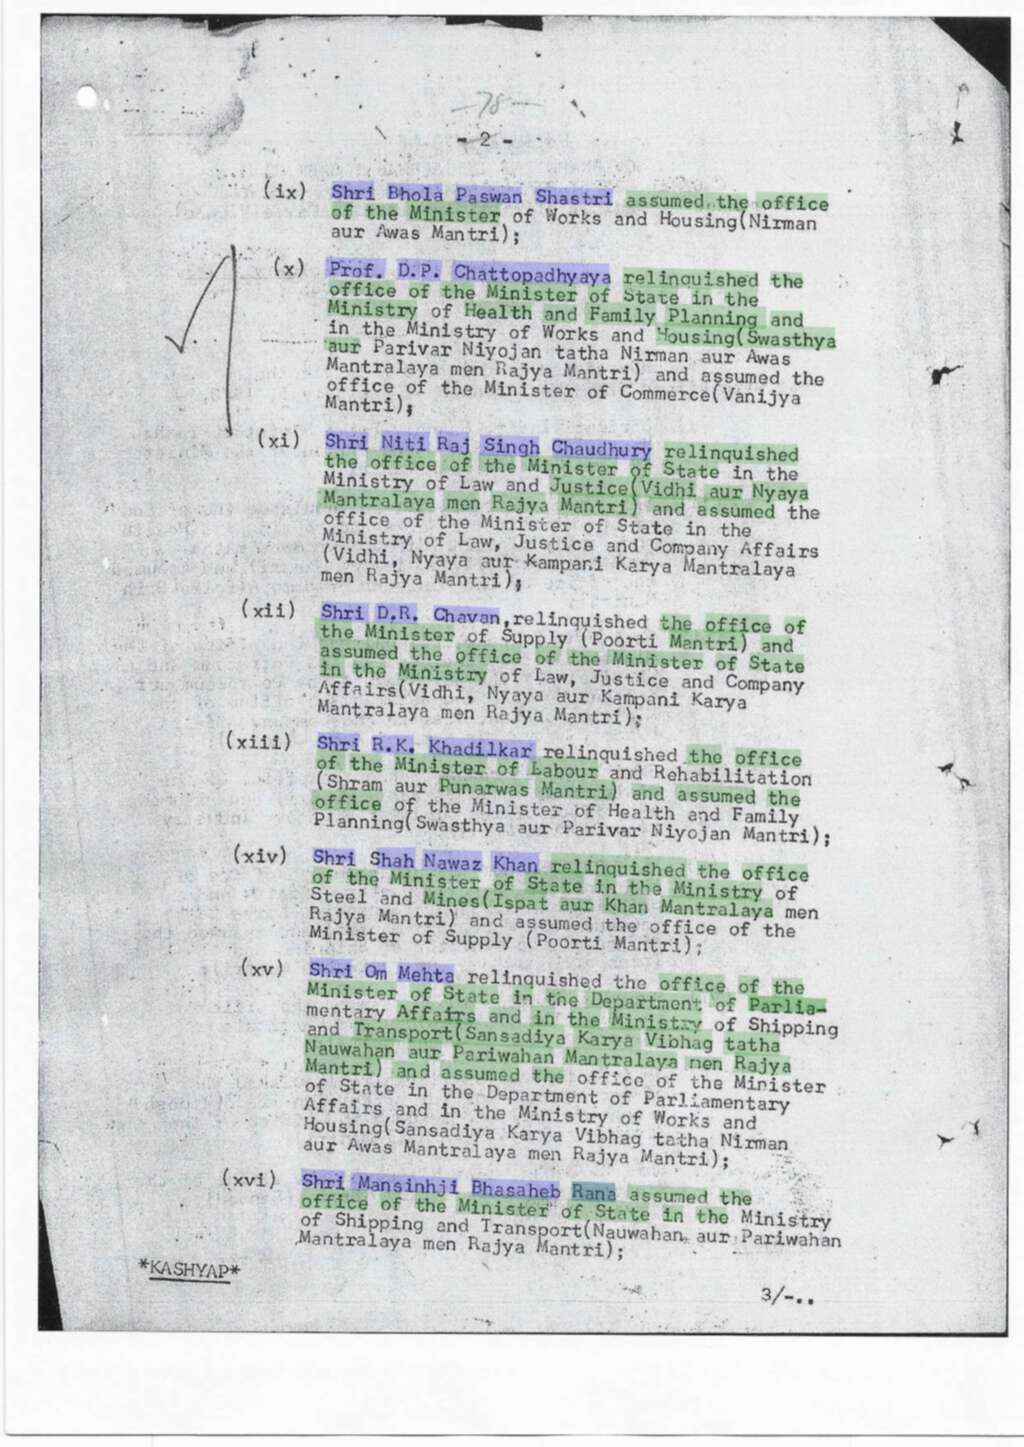 -78-
- 2 -
(ix) Shri Bhola Paswan Shastri assumed the office
of the Minister of Works and Housing(Nirman
aur Awas Mantri);
(x) Prof. D.P. Chattopadhyaya relinquished the
office of the Minister of State in the
Ministry of Health and Family Planning and
in the Ministry of Works and Housing(Swasthya
aur Parivar Niyojan tatha Nirman aur Awas
Mantralaya men Rajya Mantri) and assumed the
office of the Minister of Commerce(Vanijya
Mantri);
(xi) Shri Niti Raj Singh Chaudhury relinquished
the office of the Minister of State in the
Ministry of Law and Justice(Vidhi aur Nyaya
Mantralaya men Rajya Mantri) and assumed the
office of the Minister of State in the
Ministry of Law, Justice and Company Affairs
(Vidhi, Nyaya aur Kampani Karya Mantralaya
men Rajya Mantri);
(xii) Shri D.R. Chavan, relinquished the office of
the Minister of Supply (Poorti Mantri) and
assumed the office of the Minister of State
in the Ministry of Law, Justice and Company
Affairs(Vidhi, Nyaya aur Kampani Karya
Mantralaya men Rajya Mantri);
(xiii) Shri R.K. Khadilkar relinquished the office
of the Minister of Labour and Rehabilitation
(Shram aur Punarwas Mantri) and assumed the
office of the Minister of Health and Family
Planning(Swasthya aur Parivar Niyojan Mantri);
(xiv) Shri Shah Nawaz Khan relinquished the office
of the Minister of State in the Ministry of
Steel and Mines(Ispat aur Khan Mantralaya men
Rajya Mantri) and assumed the office of the
Minister of Supply (Poorti Mantri);
(xv) Shri Om Mehta relinquished the office of the
Minister of State in the Department of Parlia-
mentary Affairs and in the Ministry of Shipping
and Transport(Sansadiya Karya Vibhag tatha
Nauwahan aur Pariwahan Mantralaya men Rajya
Mantri) and assumed the office of the Minister
of State in the Department of Parliamentary
Affairs and in the Ministry of Works and
Housing(Sansadiya Karya Vibhag tatha Nirman
aur Awas Mantralaya men Rajya Mantri);
(xvi) Shri Mansinhji Bhasaheb Rana assumed the
office of the Minister of State in the Ministry
of Shipping and Transport(Nauwahan aur Pariwahan
Mantralaya men Rajya Mantri);
*KASHYAP*
3/-..